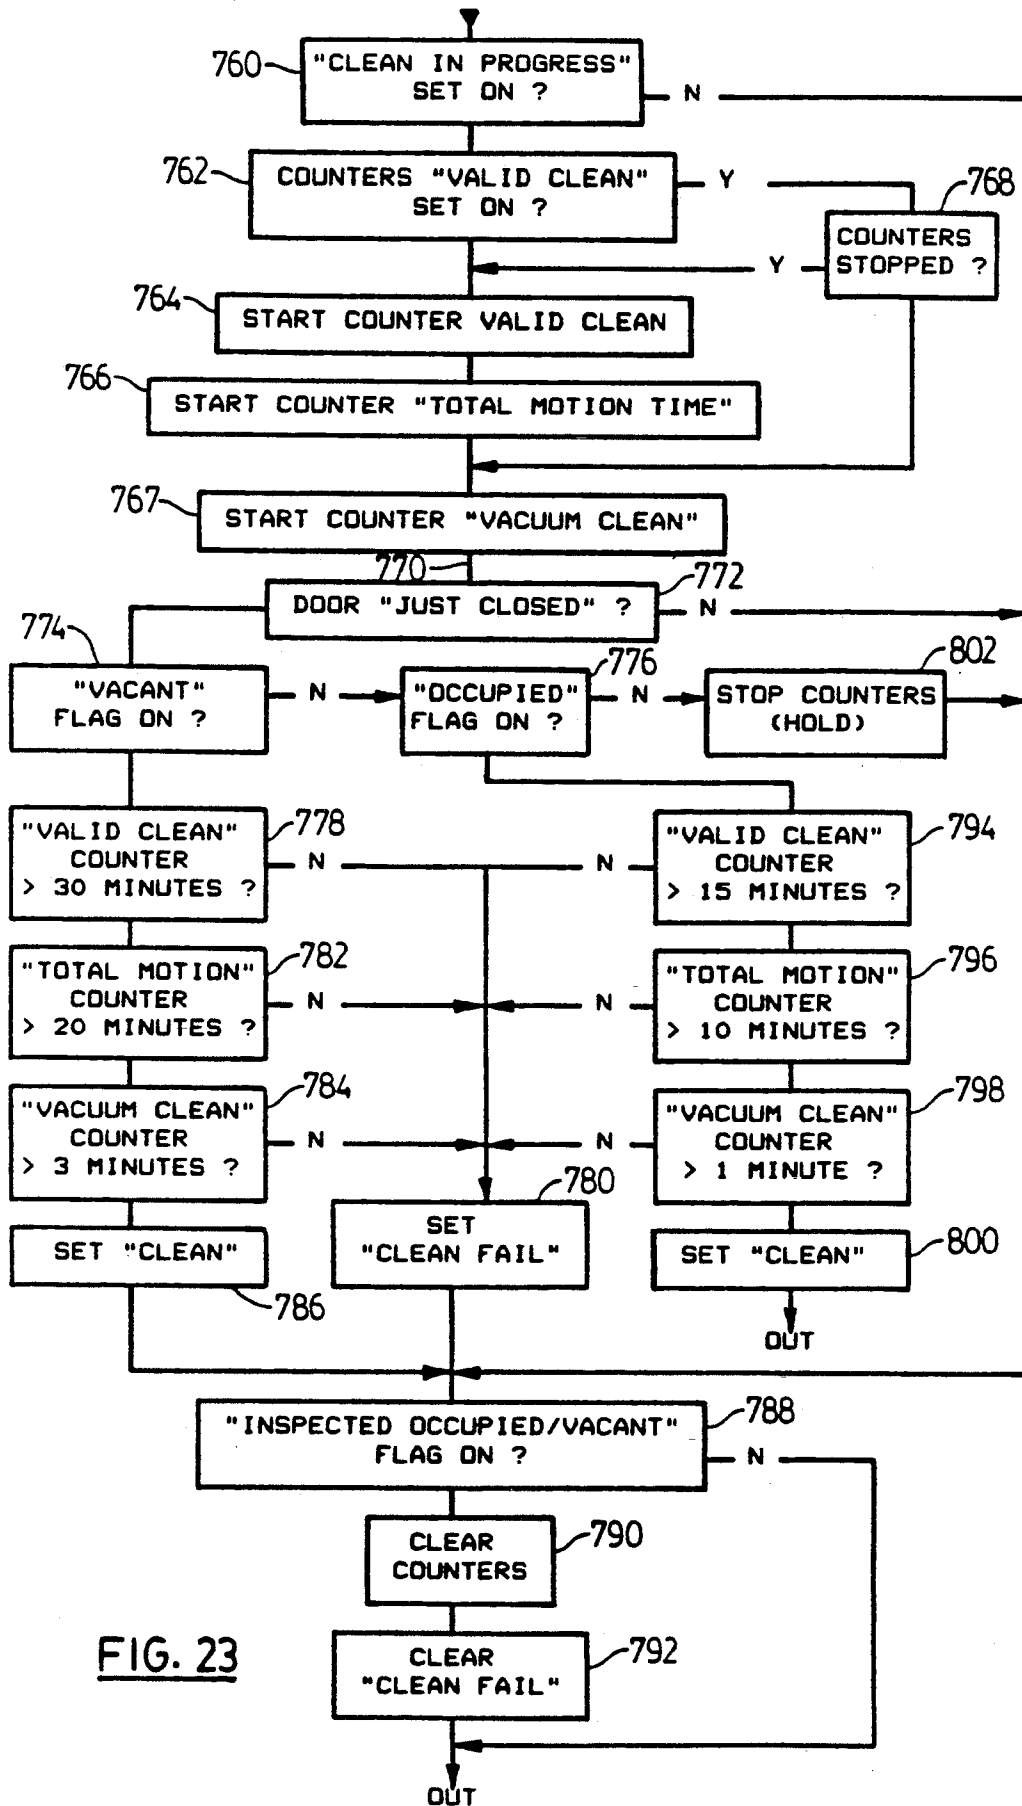 760
"CLEAN IN PROGRESS"
SET ON ?
N
762
COUNTERS "VALID CLEAN"
SET ON ?
Y
768
COUNTERS
STOPPED ?
Y
764
START COUNTER VALID CLEAN
766
START COUNTER "TOTAL MOTION TIME"
767
START COUNTER "VACUUM CLEAN"
770
772
DOOR "JUST CLOSED" ?
N
774
"VACANT"
FLAG ON ?
N
776
"OCCUPIED"
FLAG ON ?
N
802
STOP COUNTERS
(HOLD)
"VALID CLEAN"
COUNTER
> 30 MINUTES ?
778
N
N
"VALID CLEAN"
COUNTER
> 15 MINUTES ?
794
"TOTAL MOTION"
COUNTER
> 20 MINUTES ?
782
N
N
"TOTAL MOTION"
COUNTER
> 10 MINUTES ?
796
"VACUUM CLEAN"
COUNTER
> 3 MINUTES ?
784
N
N
"VACUUM CLEAN"
COUNTER
> 1 MINUTE ?
798
SET "CLEAN"
786
780
SET
"CLEAN FAIL"
SET "CLEAN"
800
OUT
"INSPECTED OCCUPIED/VACANT"
FLAG ON ?
788
N
CLEAR
COUNTERS
790
CLEAR
"CLEAN FAIL"
792
FIG. 23
OUT